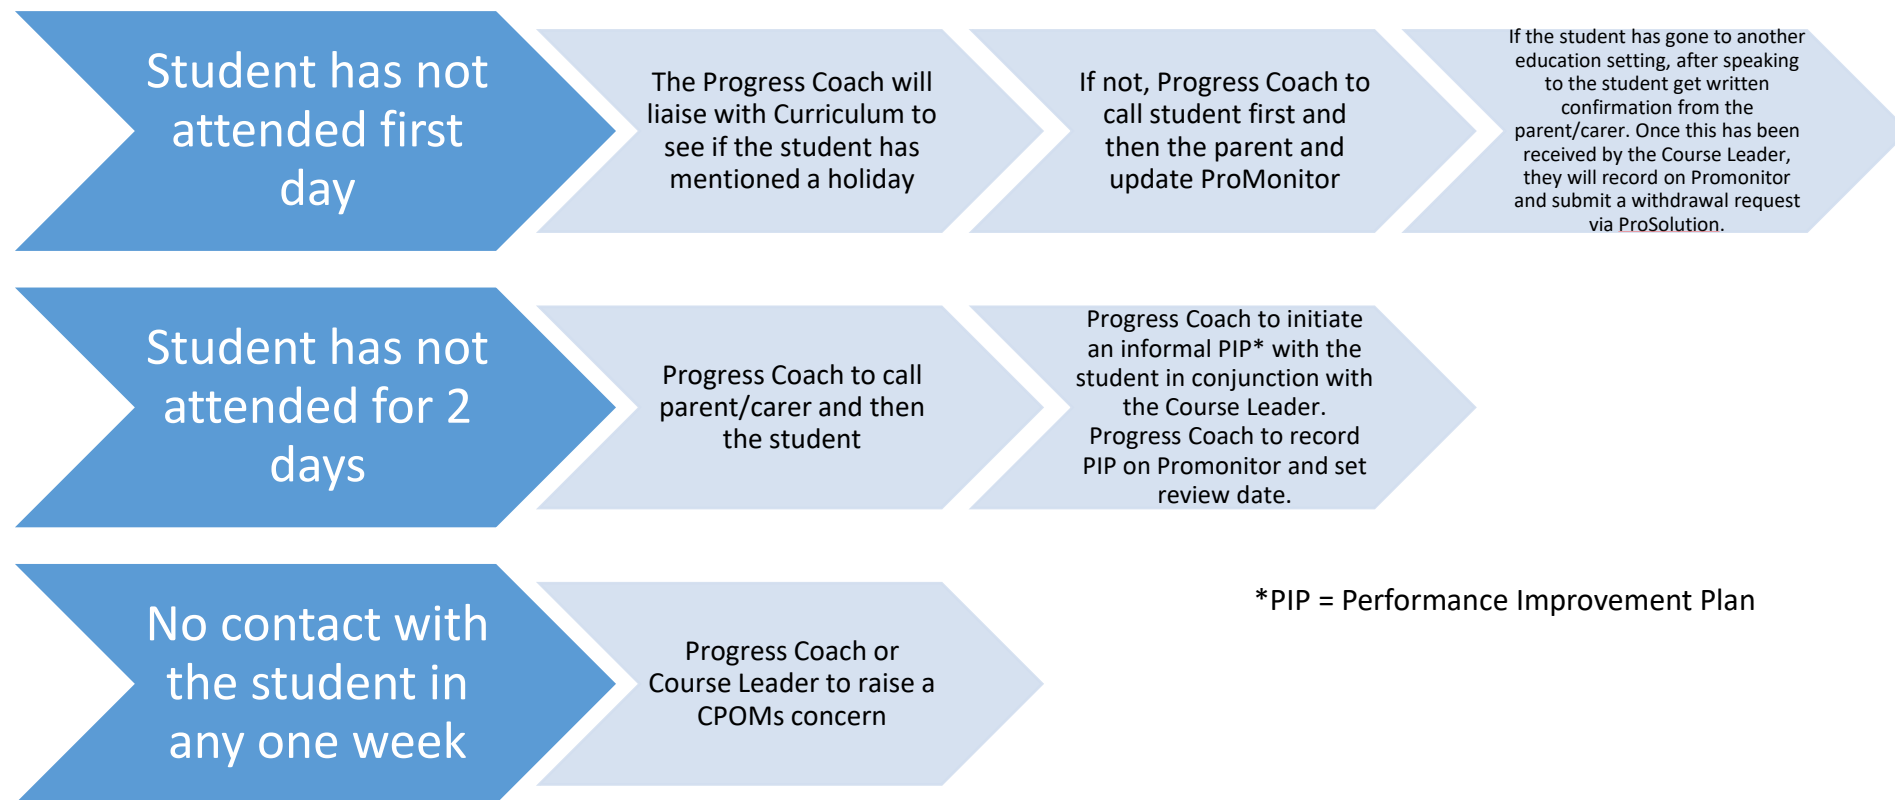 Student has not
attended first
day
The Progress Coach will
liaise with Curriculum to
see if the student has
mentioned a holiday
If not, Progress Coach to
call student first and
then the parent and
update ProMonitor
If the student has gone to another
education setting, after speaking
to the student get written
confirmation from the
parent/carer. Once this has been
received by the Course Leader,
they will record on Promonitor
and submit a withdrawal request
via ProSolution.
Student has not
attended for 2
days
Progress Coach to call
parent/carer and then
the student
Progress Coach to initiate
an informal PIP* with the
student in conjunction with
the Course Leader.
Progress Coach to record
PIP on Promonitor and set
review date.
No contact with
the student in
any one week
Progress Coach or
Course Leader to raise a
CPOMs concern
*PIP = Performance Improvement Plan